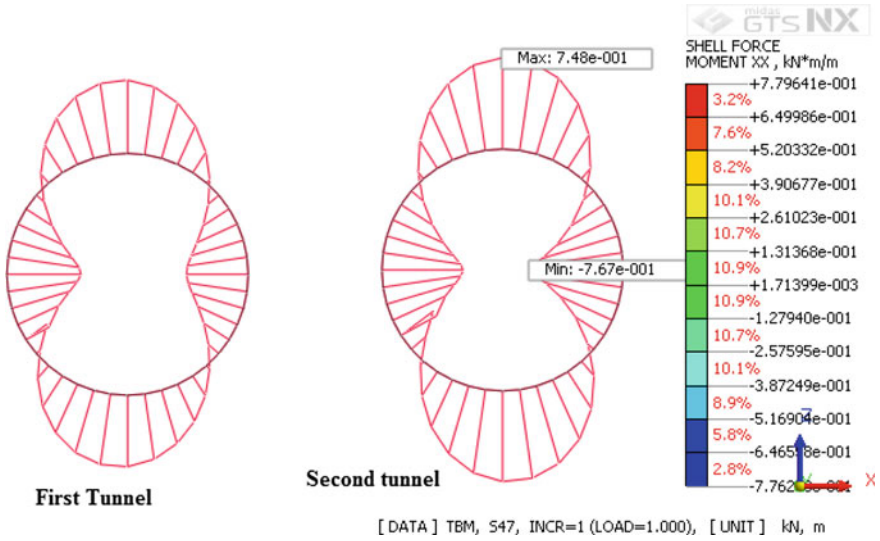 midas
GTS NX
SHELL FORCE
MOMENT XX , kN*m/m
Max: 7.48e-001
Min: -7.67e-001
+7.79641e-001
3.2%
+6.49986e-001
7.6%
+5.20332e-001
8.2%
+3.90677e-001
10.1%
+2.61023e-001
10.7%
+1.31368e-001
10.9%
+1.71399e-003
10.9%
-1.27940e-001
10.7%
-2.57595e-001
10.1%
-3.87249e-001
8.9%
-5.16904e-001
5.8%
2.8%
Z
X
First Tunnel
Second tunnel
[ DATA ] TBM, S47, INCR=1 (LOAD=1.000), [ UNIT ] kN, m